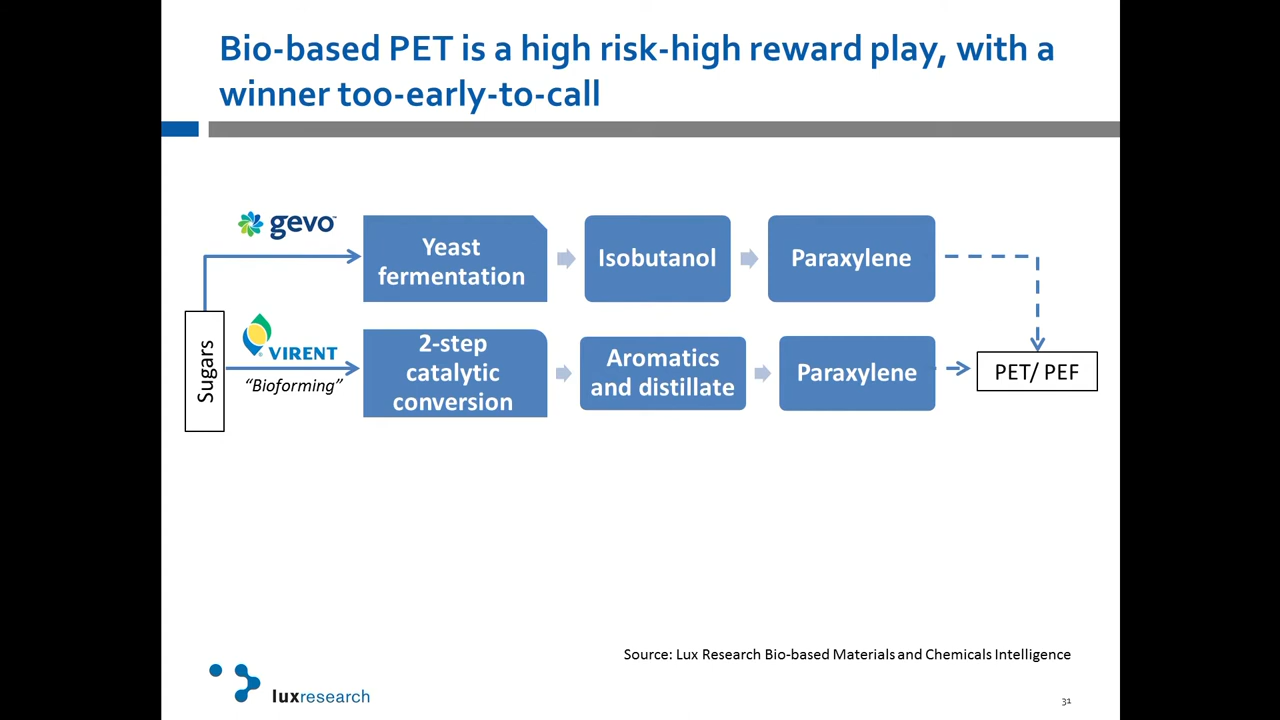 Bio-based PET is a high risk-high reward play, with a
winner too-early-to-call
gevo™
Yeast
fermentation
Isobutanol
Paraxylene
Sugars
VIRENT
®
“Bioforming”
2-step
catalytic
conversion
Aromatics
and distillate
Paraxylene
PET/ PEF
Source: Lux Research Bio-based Materials and Chemicals Intelligence
luxresearch
31